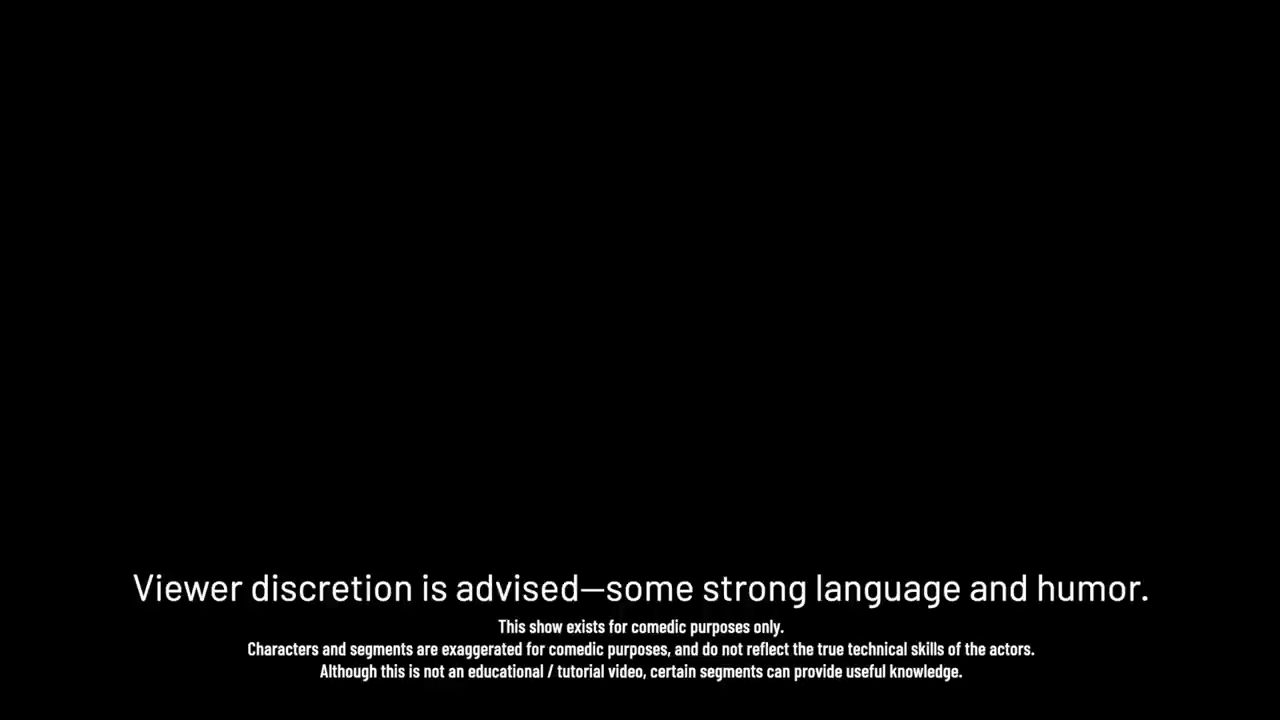 Viewer discretion is advised—some strong language and humor.
This show exists for comedic purposes only.
Characters and segments are exaggerated for comedic purposes, and do not reflect the true technical skills of the actors.
Although this is not an educational / tutorial video, certain segments can provide useful knowledge.